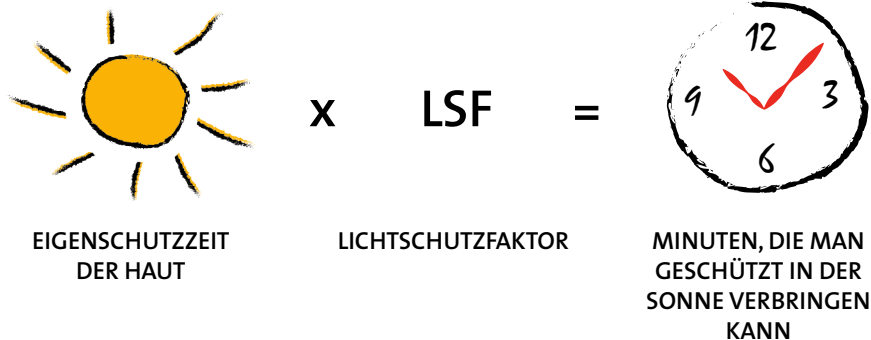 12
9
3
6
x LSF =
EIGENSCHUTZZEIT
DER HAUT
LICHTSCHUTZFAKTOR
MINUTEN, DIE MAN
GESCHÜTZT IN DER
SONNE VERBRINGEN
KANN